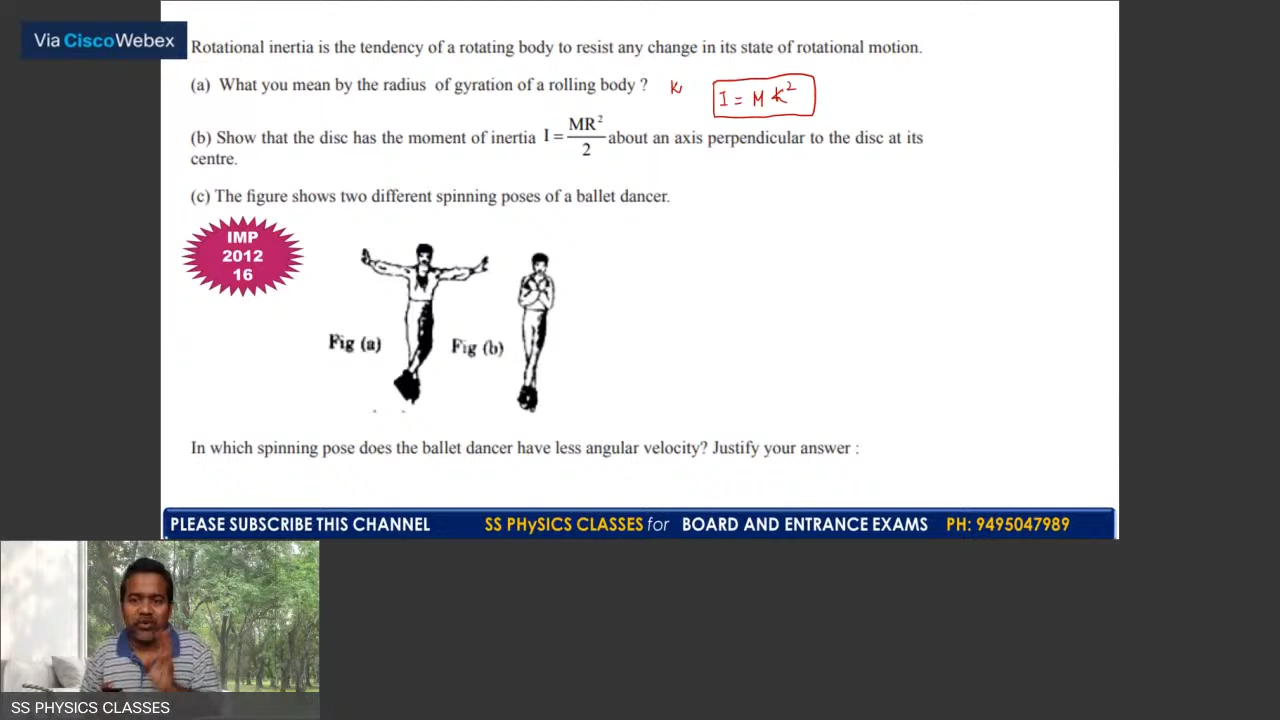 Via CiscoWebex
Rotational inertia is the tendency of a rotating body to resist any change in its state of rotational motion.
(a) What you mean by the radius of gyration of a rolling body ? K I = MK²
(b) Show that the disc has the moment of inertia I = MR²/2 about an axis perpendicular to the disc at its
centre.
(c) The figure shows two different spinning poses of a ballet dancer.
IMP
2012
16
Fig (a) Fig (b)
In which spinning pose does the ballet dancer have less angular velocity? Justify your answer :
PLEASE SUBSCRIBE THIS CHANNEL SS PHySICS CLASSES for BOARD AND ENTRANCE EXAMS PH: 9495047989
SS PHYSICS CLASSES